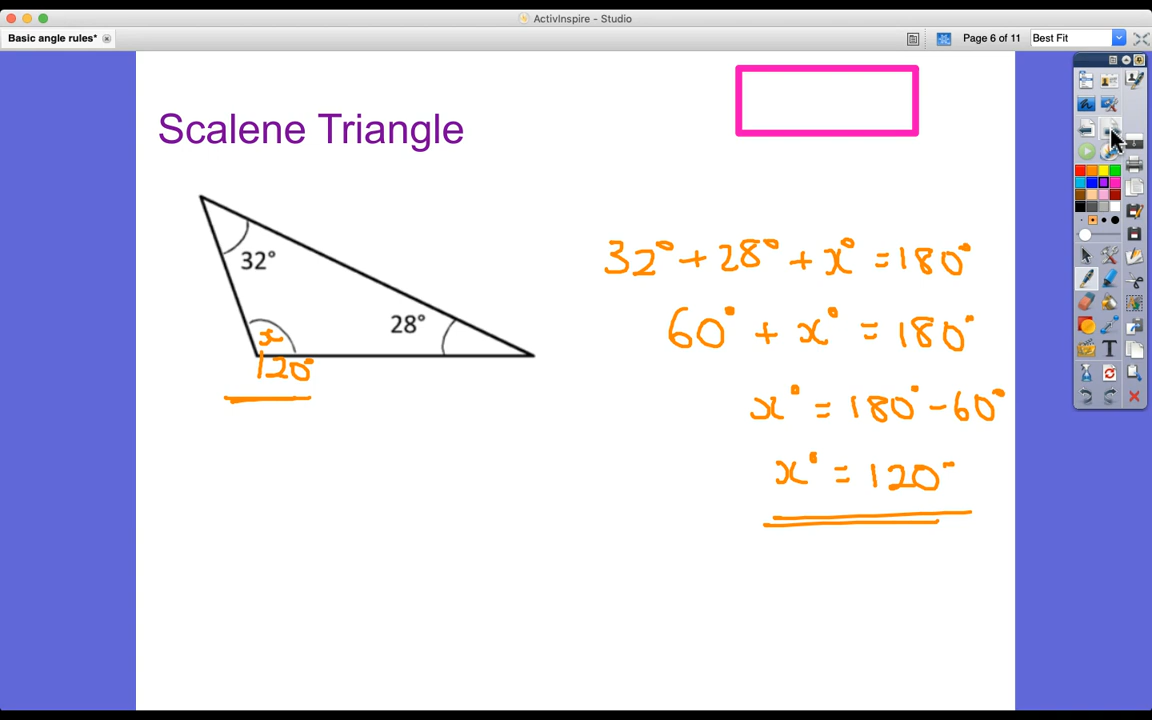 ActivInspire - Studio
Basic angle rules*
Page 6 of 11
Best Fit
Scalene Triangle
32°
28°
x
120°
32° + 28° + x° = 180°
60° + x° = 180°
x° = 180° - 60°
x° = 120°
T